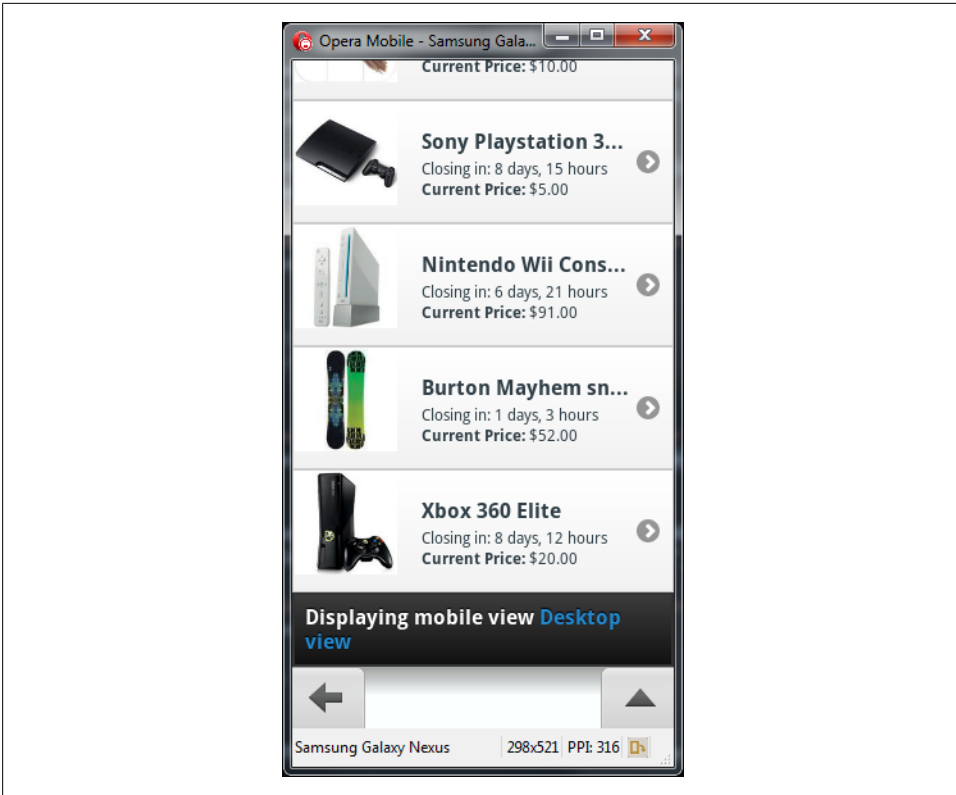 Opera Mobile - Samsung Gala...
Current Price: $10.00
Sony Playstation 3...
Closing in: 8 days, 15 hours
Current Price: $5.00
Nintendo Wii Cons...
Closing in: 6 days, 21 hours
Current Price: $91.00
Burton Mayhem sn...
Closing in: 1 days, 3 hours
Current Price: $52.00
Xbox 360 Elite
Closing in: 8 days, 12 hours
Current Price: $20.00
Displaying mobile view Desktop
view
Samsung Galaxy Nexus 298x521 PPI: 316